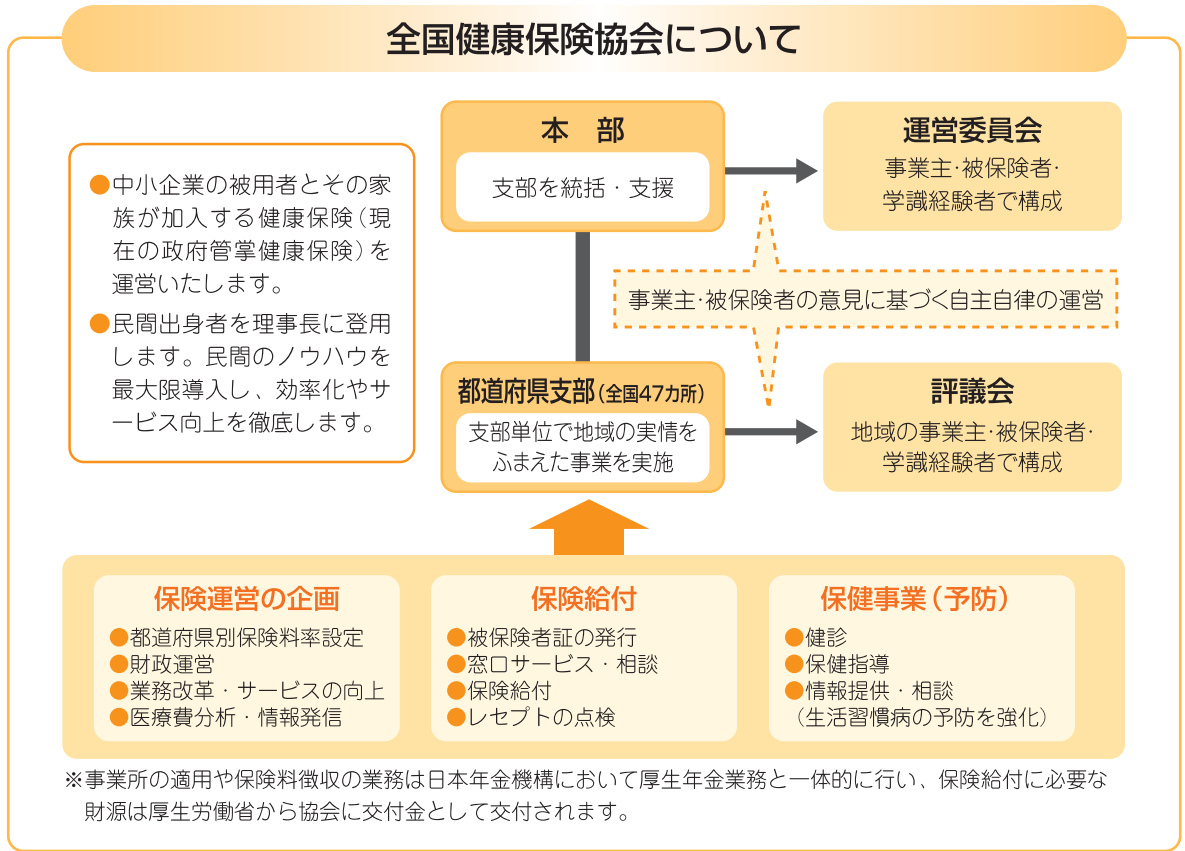 全国健康保険協会について
●中小企業の被用者とその家
族が加入する健康保険（現
在の政府管掌健康保険）を
運営いたします。
●民間出身者を理事長に登用
します。民間のノウハウを
最大限導入し、効率化やサ
ービス向上を徹底します。
本　部
支部を統括・支援
運営委員会
事業主・被保険者・
学識経験者で構成
事業主・被保険者の意見に基づく自主自律の運営
都道府県支部（全国47カ所）
支部単位で地域の実情を
ふまえた事業を実施
評議会
地域の事業主・被保険者・
学識経験者で構成
保険運営の企画
●都道府県別保険料率設定
●財政運営
●業務改革・サービスの向上
●医療費分析・情報発信
保険給付
●被保険者証の発行
●窓口サービス・相談
●保険給付
●レセプトの点検
保健事業（予防）
●健診
●保健指導
●情報提供・相談
（生活習慣病の予防を強化）
※事業所の適用や保険料徴収の業務は日本年金機構において厚生年金業務と一体的に行い、保険給付に必要な
財源は厚生労働省から協会に交付金として交付されます。